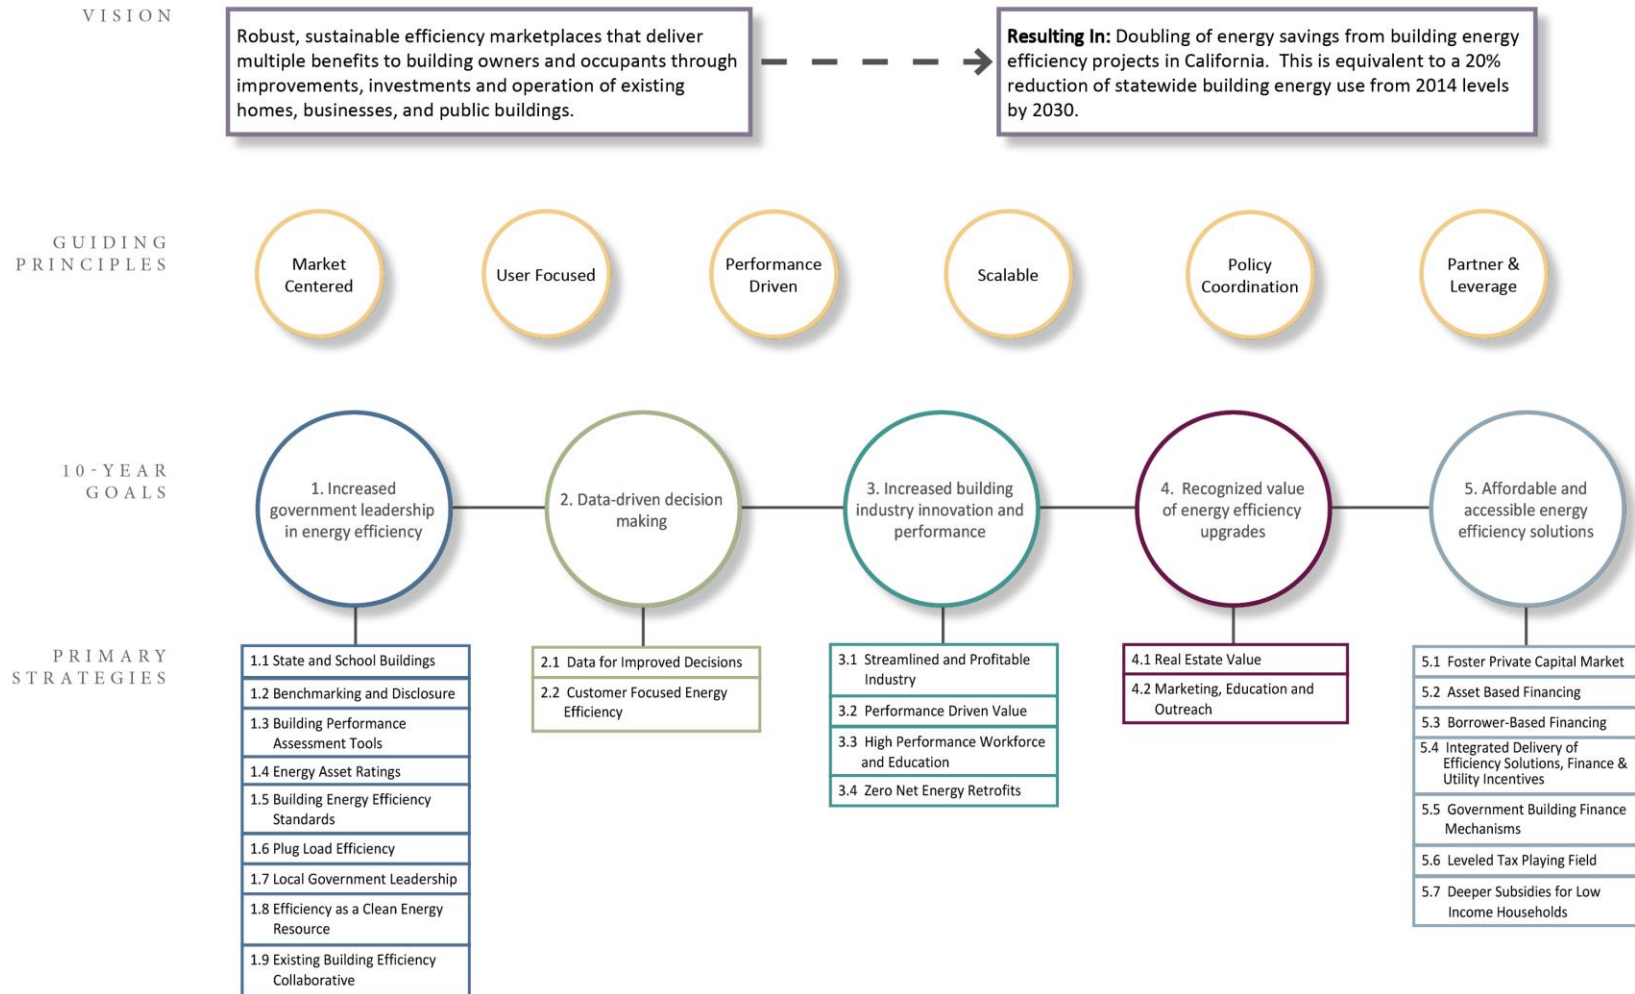 VISION
Robust, sustainable efficiency marketplaces that deliver
multiple benefits to building owners and occupants through
improvements, investments and operation of existing
homes, businesses, and public buildings.
Resulting In: Doubling of energy savings from building energy
efficiency projects in California. This is equivalent to a 20%
reduction of statewide building energy use from 2014 levels
by 2030.
GUIDING
PRINCIPLES
Market
Centered
User Focused
Performance
Driven
Scalable
Policy
Coordination
Partner &
Leverage
10-YEAR
GOALS
1. Increased
government leadership
in energy efficiency
2. Data-driven decision
making
3. Increased building
industry innovation and
performance
4. Recognized value
of energy efficiency
upgrades
5. Affordable and
accessible energy
efficiency solutions
PRIMARY
STRATEGIES
1.1 State and School Buildings
1.2 Benchmarking and Disclosure
1.3 Building Performance
Assessment Tools
1.4 Energy Asset Ratings
1.5 Building Energy Efficiency
Standards
1.6 Plug Load Efficiency
1.7 Local Government Leadership
1.8 Efficiency as a Clean Energy
Resource
1.9 Existing Building Efficiency
Collaborative
2.1 Data for Improved Decisions
2.2 Customer Focused Energy
Efficiency
3.1 Streamlined and Profitable
Industry
3.2 Performance Driven Value
3.3 High Performance Workforce
and Education
3.4 Zero Net Energy Retrofits
4.1 Real Estate Value
4.2 Marketing, Education and
Outreach
5.1 Foster Private Capital Market
5.2 Asset Based Financing
5.3 Borrower-Based Financing
5.4 Integrated Delivery of
Efficiency Solutions, Finance &
Utility Incentives
5.5 Government Building Finance
Mechanisms
5.6 Leveled Tax Playing Field
5.7 Deeper Subsidies for Low
Income Households